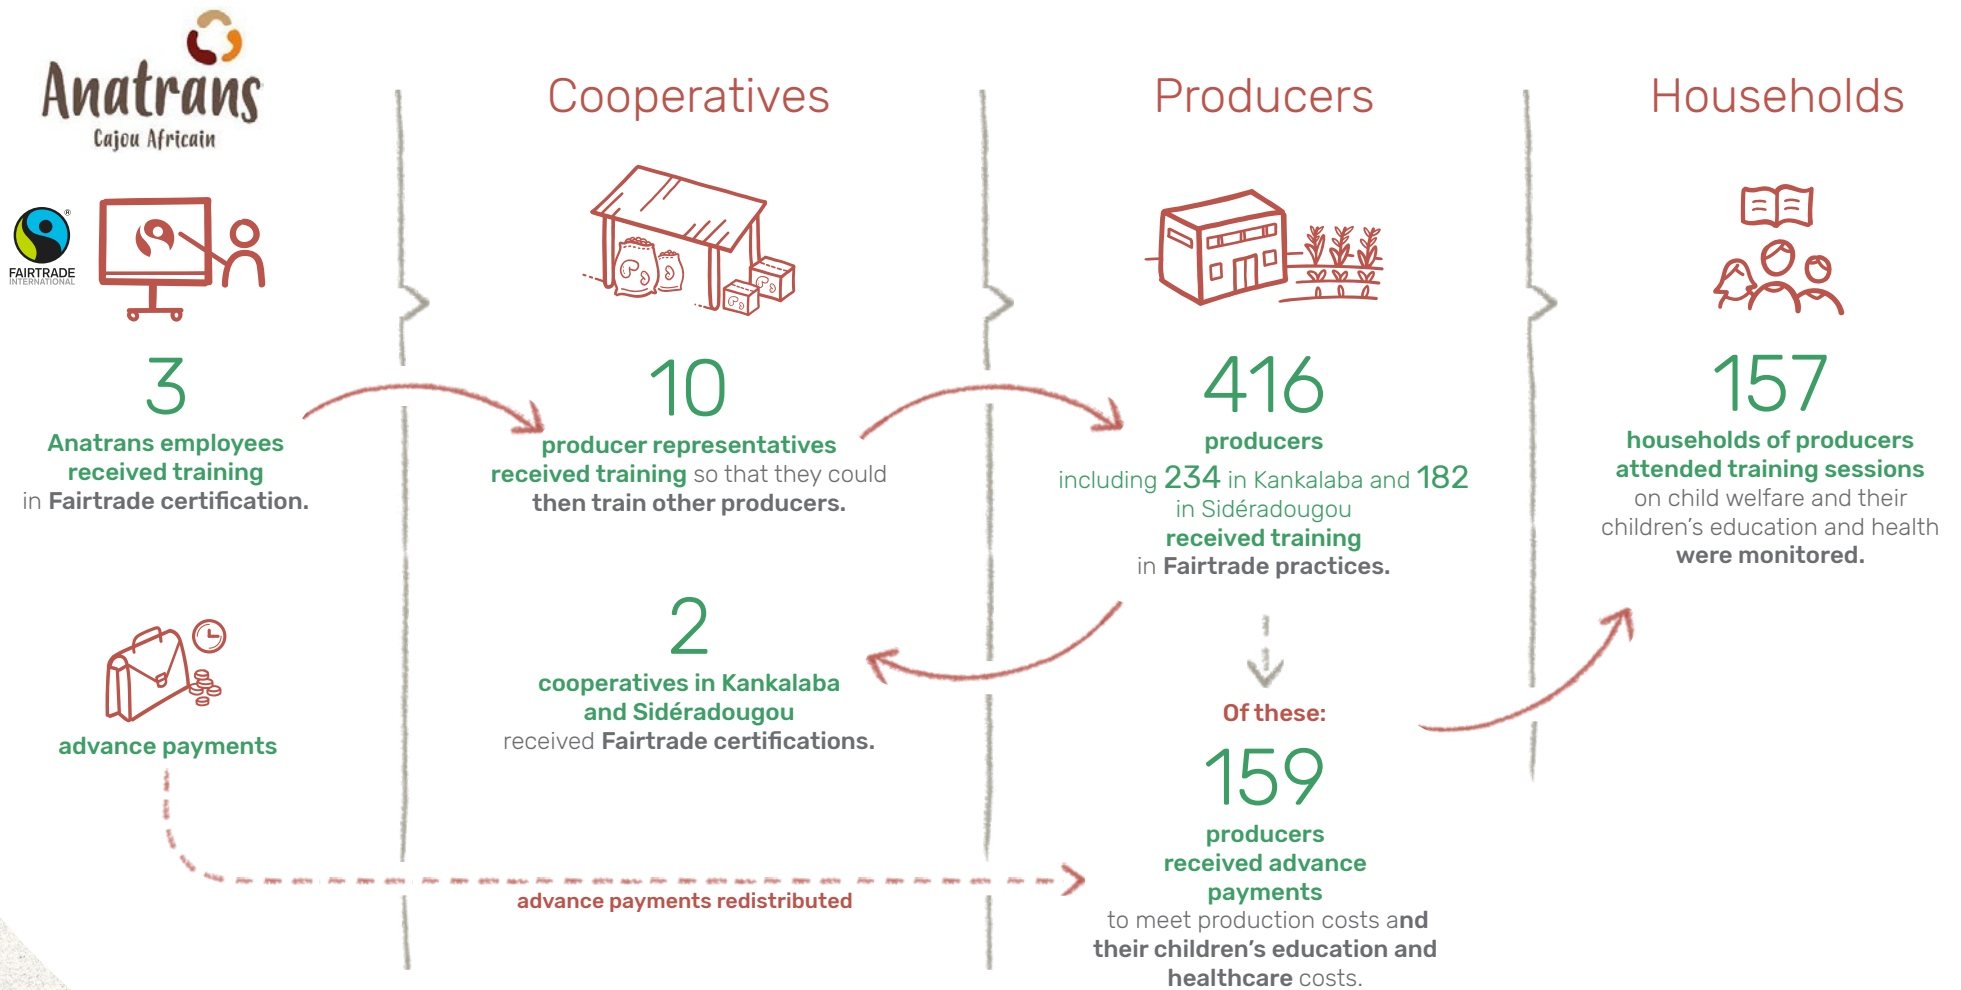 Anatrans
Cajou Africain
FAIRTRADE
INTERNATIONAL
®
3
Anatrans employees
received training
in Fairtrade certification.
advance payments
Cooperatives
10
producer representatives
received training so that they could
then train other producers.
2
cooperatives in Kankalaba
and Sidéradougou
received Fairtrade certifications.
advance payments redistributed
Producers
416
producers
including 234 in Kankalaba and 182
in Sidéradougou
received training
in Fairtrade practices.
Of these:
159
producers
received advance
payments
to meet production costs and
their children's education and
healthcare costs.
Households
157
households of producers
attended training sessions
on child welfare and their
children's education and health
were monitored.